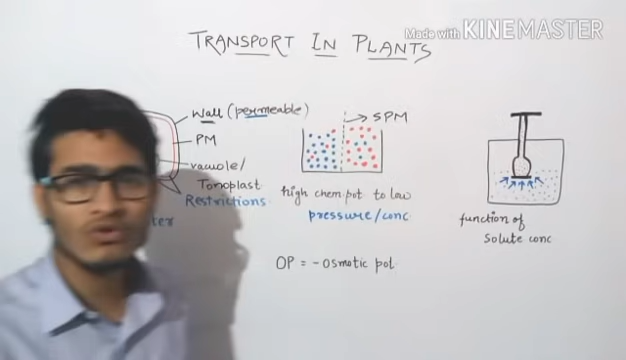 TRANSPORT IN PLANTS
Made with KINEMASTER
Wall (permeable)
PM
vacuole/
Tonoplast
Restrictions
SPM
high chem pot to low
pressure/conc
function of
Solute conc
OP = - osmotic pol